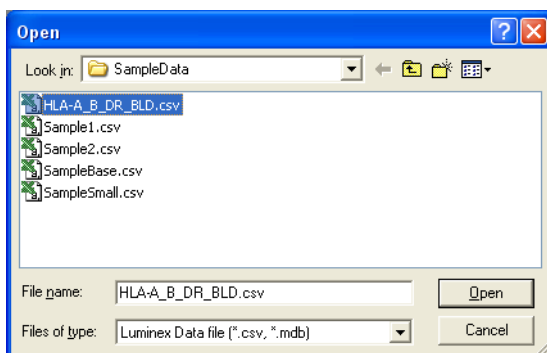 Open
Look in: SampleData
HLA-A_B_DR_BLD.csv
Sample1.csv
Sample2.csv
SampleBase.csv
SampleSmall.csv
File name: HLA-A_B_DR_BLD.csv Open
Files of type: Luminex Data file (*.csv, *.mdb) Cancel